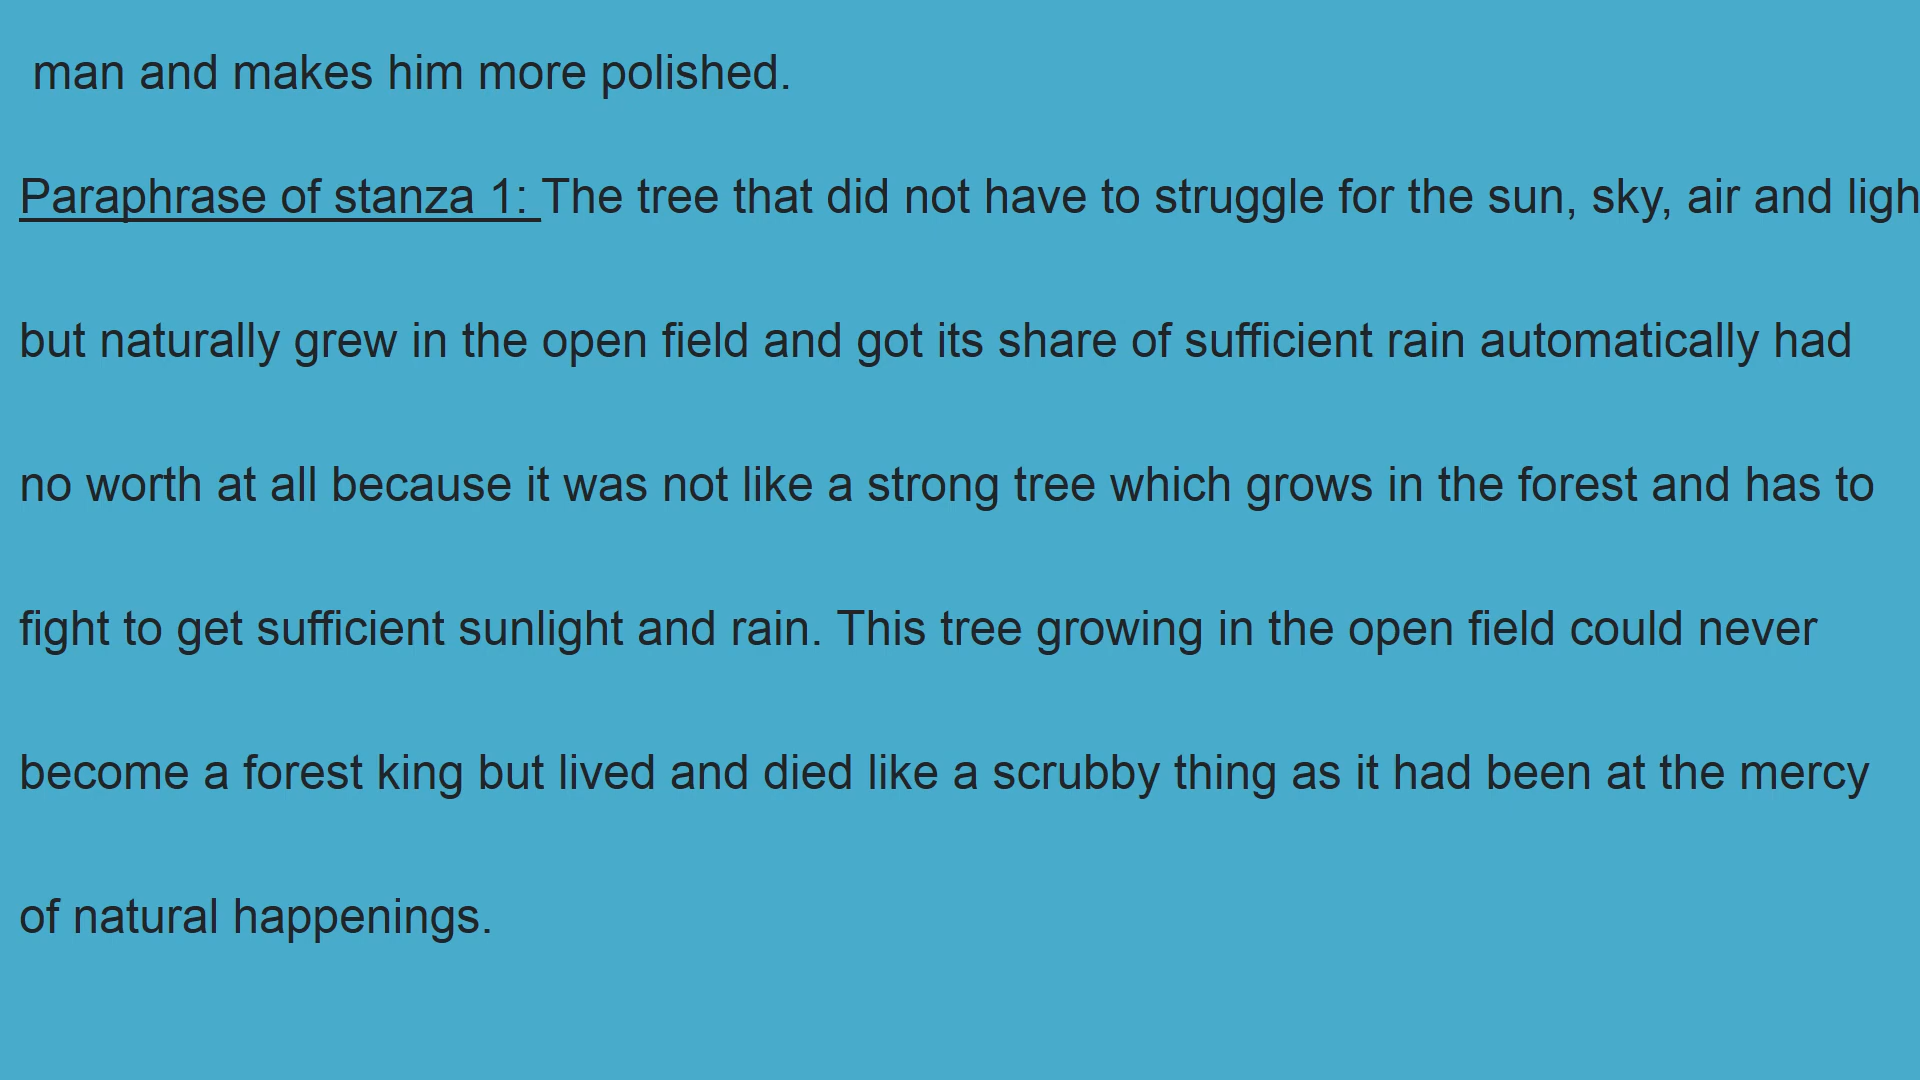 man and makes him more polished.
Paraphrase of stanza 1: The tree that did not have to struggle for the sun, sky, air and ligh
but naturally grew in the open field and got its share of sufficient rain automatically had
no worth at all because it was not like a strong tree which grows in the forest and has to
fight to get sufficient sunlight and rain. This tree growing in the open field could never
become a forest king but lived and died like a scrubby thing as it had been at the mercy
of natural happenings.